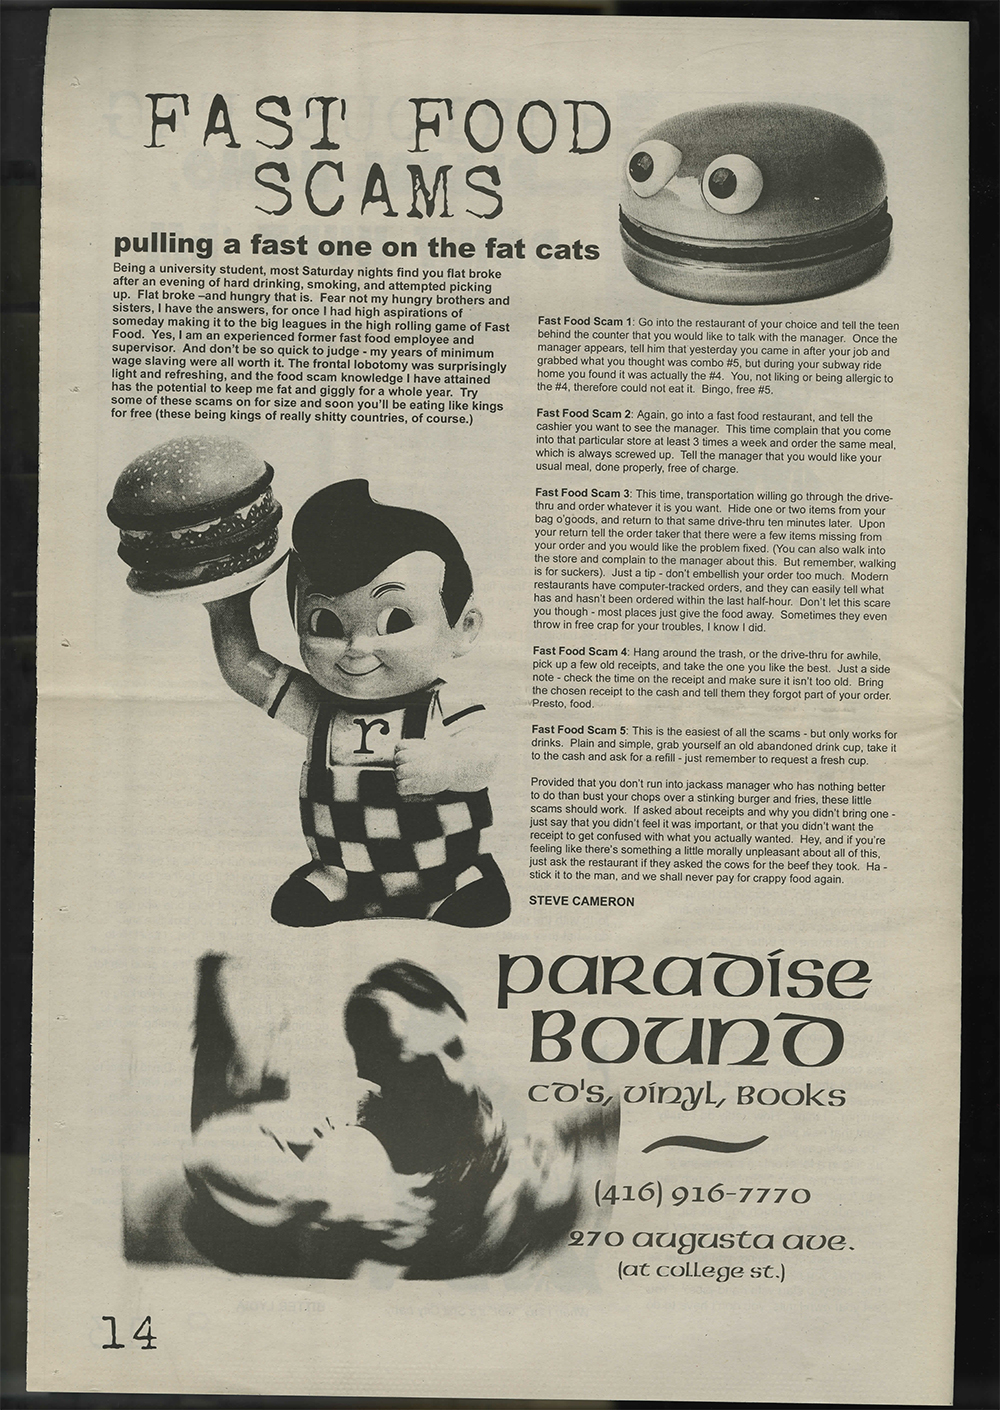 FAST FOOD
SCAMS
pulling a fast one on the fat cats
Being a university student, most Saturday nights find you flat broke
after an evening of hard drinking, smoking, and attempted picking
up.  Flat broke –and hungry that is.  Fear not my hungry brothers and
sisters, I have the answers, for once I had high aspirations of
someday making it to the big leagues in the high rolling game of Fast
Food.  Yes, I am an experienced former fast food employee and
supervisor.  And don't be so quick to judge - my years of minimum
wage slaving were all worth it. The frontal lobotomy was surprisingly
light and refreshing, and the food scam knowledge I have attained
has the potential to keep me fat and giggly for a whole year.  Try
some of these scams on for size and soon you'll be eating like kings
for free (these being kings of really shitty countries, of course.)
r
Fast Food Scam 1: Go into the restaurant of your choice and tell the teen
behind the counter that you would like to talk with the manager.  Once the
manager appears, tell him that yesterday you came in after your job and
grabbed what you thought was combo #5, but during your subway ride
home you found it was actually the #4.  You, not liking or being allergic to
the #4, therefore could not eat it.  Bingo, free #5.
Fast Food Scam 2: Again, go into a fast food restaurant, and tell the
cashier you want to see the manager.  This time complain that you come
into that particular store at least 3 times a week and order the same meal,
which is always screwed up.  Tell the manager that you would like your
usual meal, done properly, free of charge.
Fast Food Scam 3: This time, transportation willing go through the drive-
thru and order whatever it is you want.  Hide one or two items from your
bag o'goods, and return to that same drive-thru ten minutes later.  Upon
your return tell the order taker that there were a few items missing from
your order and you would like the problem fixed.  (You can also walk into
the store and complain to the manager about this.  But remember, walking
is for suckers).  Just a tip - don't embellish your order too much.  Modern
restaurants have computer-tracked orders, and they can easily tell what
has and hasn't been ordered within the last half-hour.  Don't let this scare
you though - most places just give the food away.  Sometimes they even
throw in free crap for your troubles, I know I did.
Fast Food Scam 4: Hang around the trash, or the drive-thru for awhile,
pick up a few old receipts, and take the one you like the best.  Just a side
note - check the time on the receipt and make sure it isn't too old.  Bring
the chosen receipt to the cash and tell them they forgot part of your order.
Presto, food.
Fast Food Scam 5: This is the easiest of all the scams - but only works for
drinks.  Plain and simple, grab yourself an old abandoned drink cup, take it
to the cash and ask for a refill - just remember to request a fresh cup.
Provided that you don't run into jackass manager who has nothing better
to do than bust your chops over a stinking burger and fries, these little
scams should work.  If asked about receipts and why you didn't bring one -
just say that you didn't feel it was important, or that you didn't want the
receipt to get confused with what you actually wanted.  Hey, and if you're
feeling like there's something a little morally unpleasant about all of this,
just ask the restaurant if they asked the cows for the beef they took.  Ha -
stick it to the man, and we shall never pay for crappy food again.
STEVE CAMERON
PARADISE
BOUND
CD'S, VINYL, BOOKS
(416) 916-7770
270 AUGUSTA AVE.
(AT COLLEGE ST.)
14